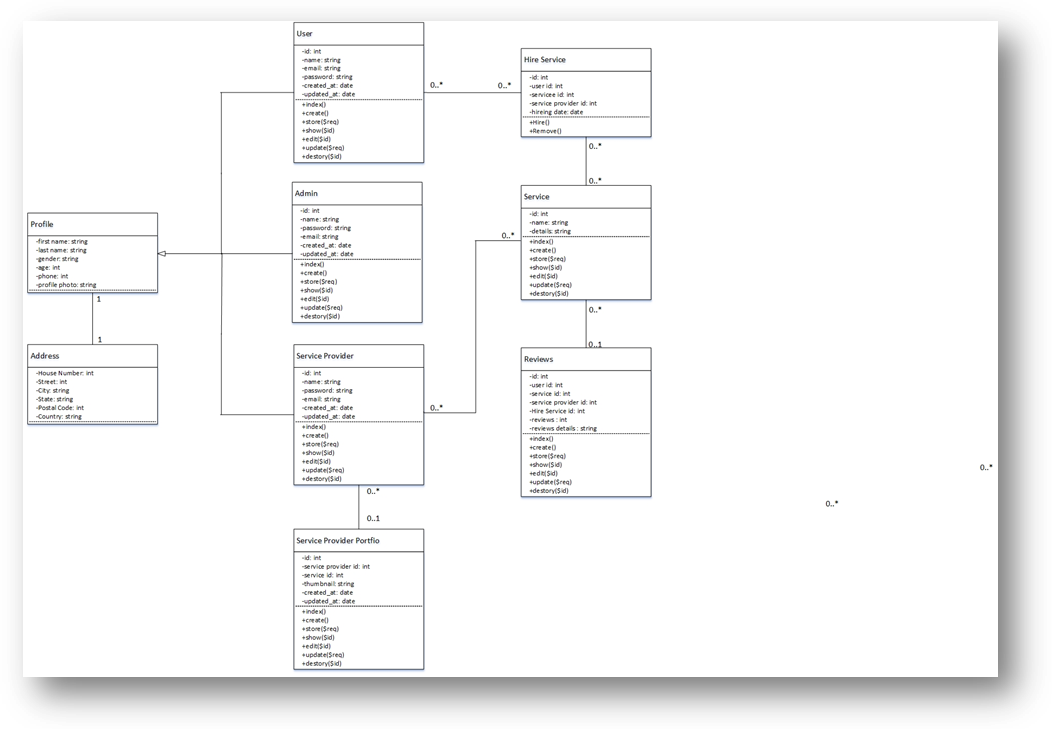 User
-id: int
-name: string
-email: string
-password: string
-created_at: date
-updated_at: date
+index()
+create()
+store($req)
+show($id)
+edit($id)
+update($req)
+destory($id)
0..*
0..*
Hire Service
-id: int
-user id: int
-servicee id: int
-service provider id: int
-hireing date: date
+Hire()
+Remove()
0..*
0..*
Admin
-id: int
-name: string
-password: string
-email: string
-created_at: date
-updated_at: date
+index()
+create()
+store($req)
+show($id)
+edit($id)
+update($req)
+destory($id)
Service
-id: int
-name: string
-details: string
+index()
+create()
+store($req)
+show($id)
+edit($id)
+update($req)
+destory($id)
0..*
0..*
0..1
Profile
-first name: string
-last name: string
-gender: string
-age: int
-phone: int
-profile photo: string
1
1
Address
-House Number: int
-Street: int
-City: string
-State: string
-Postal Code: int
-Country: string
Service Provider
-id: int
-name: string
-password: string
-email: string
-created_at: date
-updated_at: date
+index()
+create()
+store($req)
+show($id)
+edit($id)
+update($req)
+destory($id)
0..*
0..*
0..1
Reviews
-id: int
-user id: int
-service id: int
-service provider id: int
-Hire Service id: int
-reviews : int
-reviews details : string
+index()
+create()
+store($req)
+show($id)
+edit($id)
+update($req)
+destory($id)
0..*
0..*
Service Provider Portfio
-id: int
-service provider id: int
-service id: int
-thumbnail: string
-created_at: date
-updated_at: date
+index()
+create()
+store($req)
+show($id)
+edit($id)
+update($req)
+destory($id)